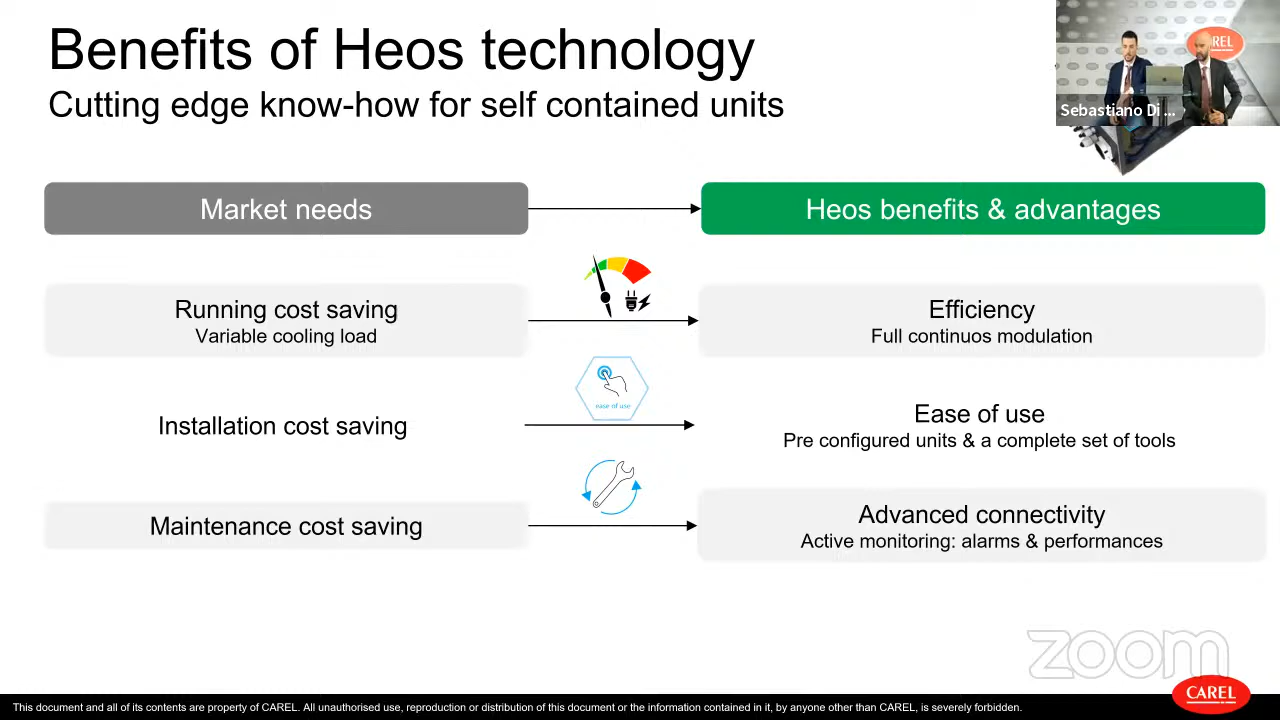 Benefits of Heos technology
Cutting edge know-how for self contained units
Sebastiano Di ...
Market needs
Heos benefits & advantages
Running cost saving
Variable cooling load
Efficiency
Full continuos modulation
ease of use
Installation cost saving
Ease of use
Pre configured units & a complete set of tools
Maintenance cost saving
Advanced connectivity
Active monitoring: alarms & performances
zoom
CAREL
This document and all of its contents are property of CAREL. All unauthorised use, reproduction or distribution of this document or the information contained in it, by anyone other than CAREL, is severely forbidden.